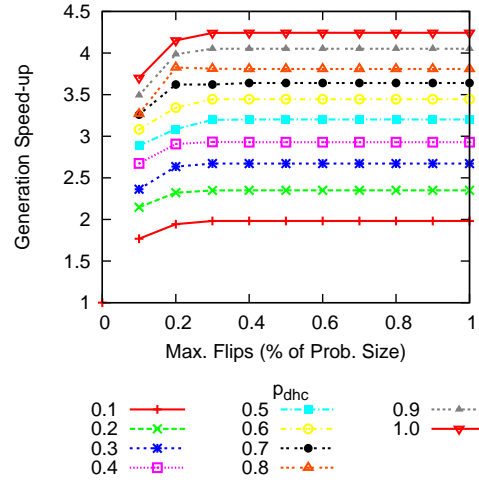 4.5
4
3.5
3
2.5
2
1.5
1
Generation Speed-up
0 0.2 0.4 0.6 0.8 1
Max. Flips (% of Prob. Size)
p_dhc
0.1 0.5 0.9
0.2 0.6 1.0
0.3 0.7
0.4 0.8